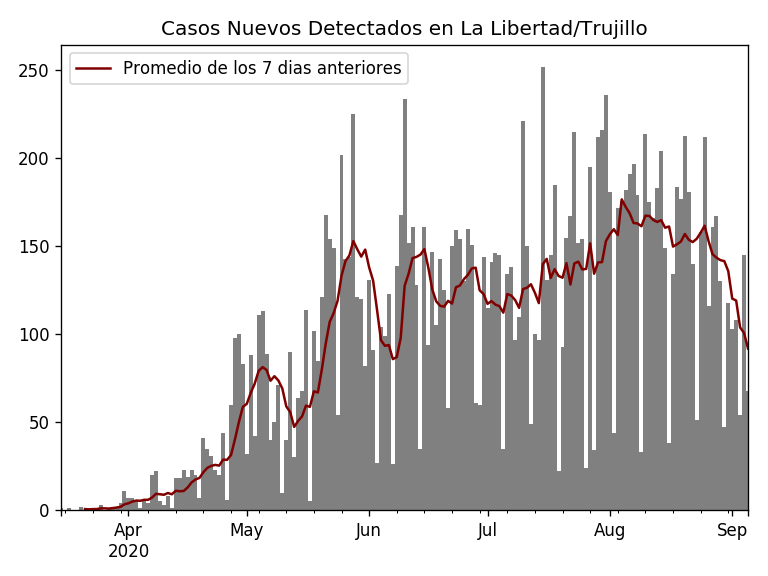 Casos Nuevos Detectados en La Libertad/Trujillo
Promedio de los 7 dias anteriores
250
200
150
100
50
0
Apr May Jun Jul Aug Sep
2020